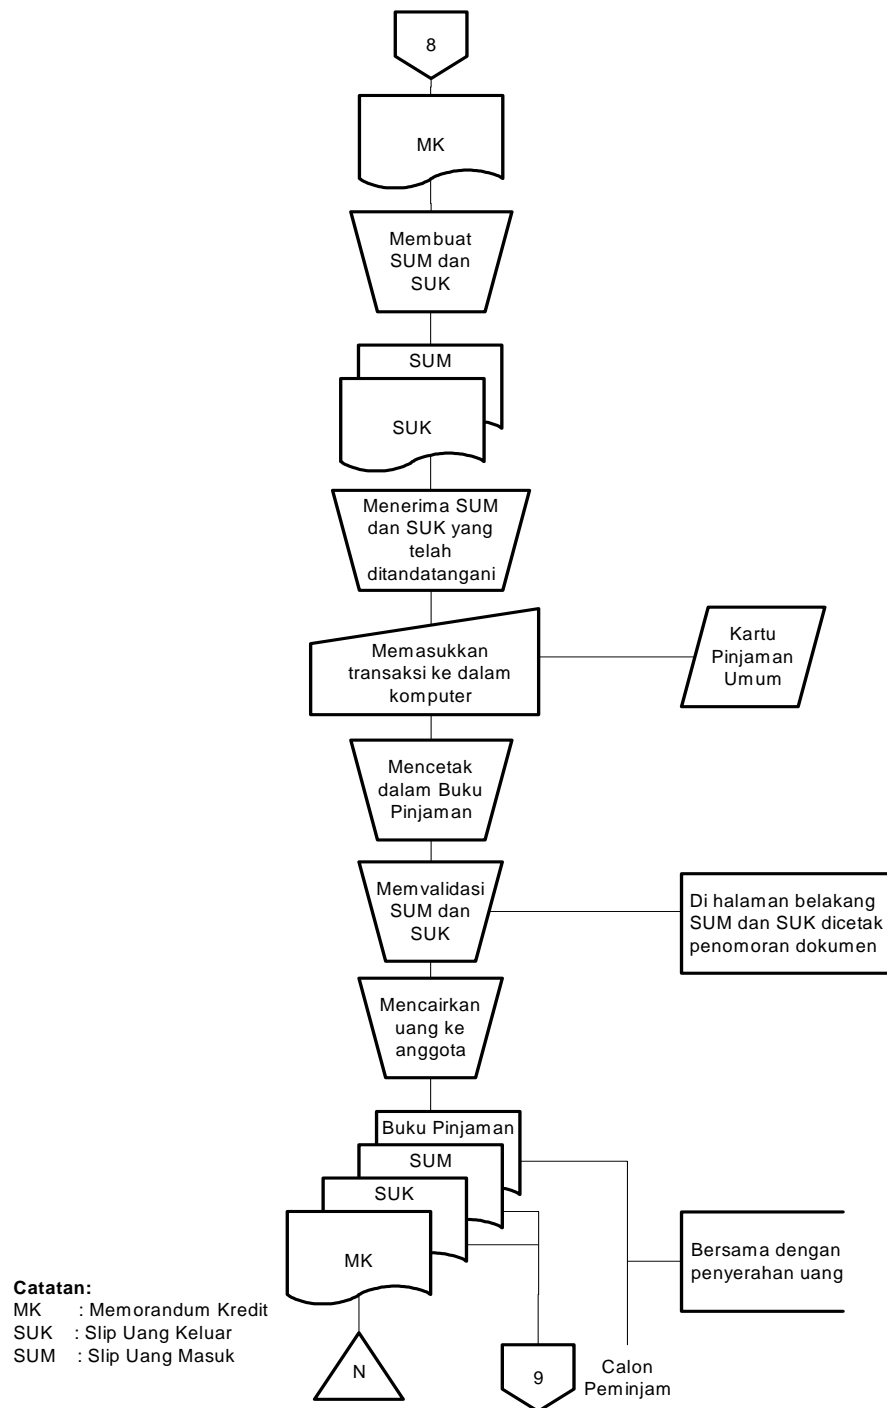 8
MK
Membuat
SUM dan
SUK
SUM
SUK
Menerima SUM
dan SUK yang
telah
ditandatangani
Memasukkan
transaksi ke dalam
komputer
Kartu
Pinjaman
Umum
Mencetak
dalam Buku
Pinjaman
Memvalidasi
SUM dan
SUK
Di halaman belakang
SUM dan SUK dicetak
penomoran dokumen
Mencairkan
uang ke
anggota
Buku Pinjaman
SUM
SUK
MK
Bersama dengan
penyerahan uang
Catatan:
MK : Memorandum Kredit
SUK : Slip Uang Keluar
SUM : Slip Uang Masuk
N
9
Calon
Peminjam